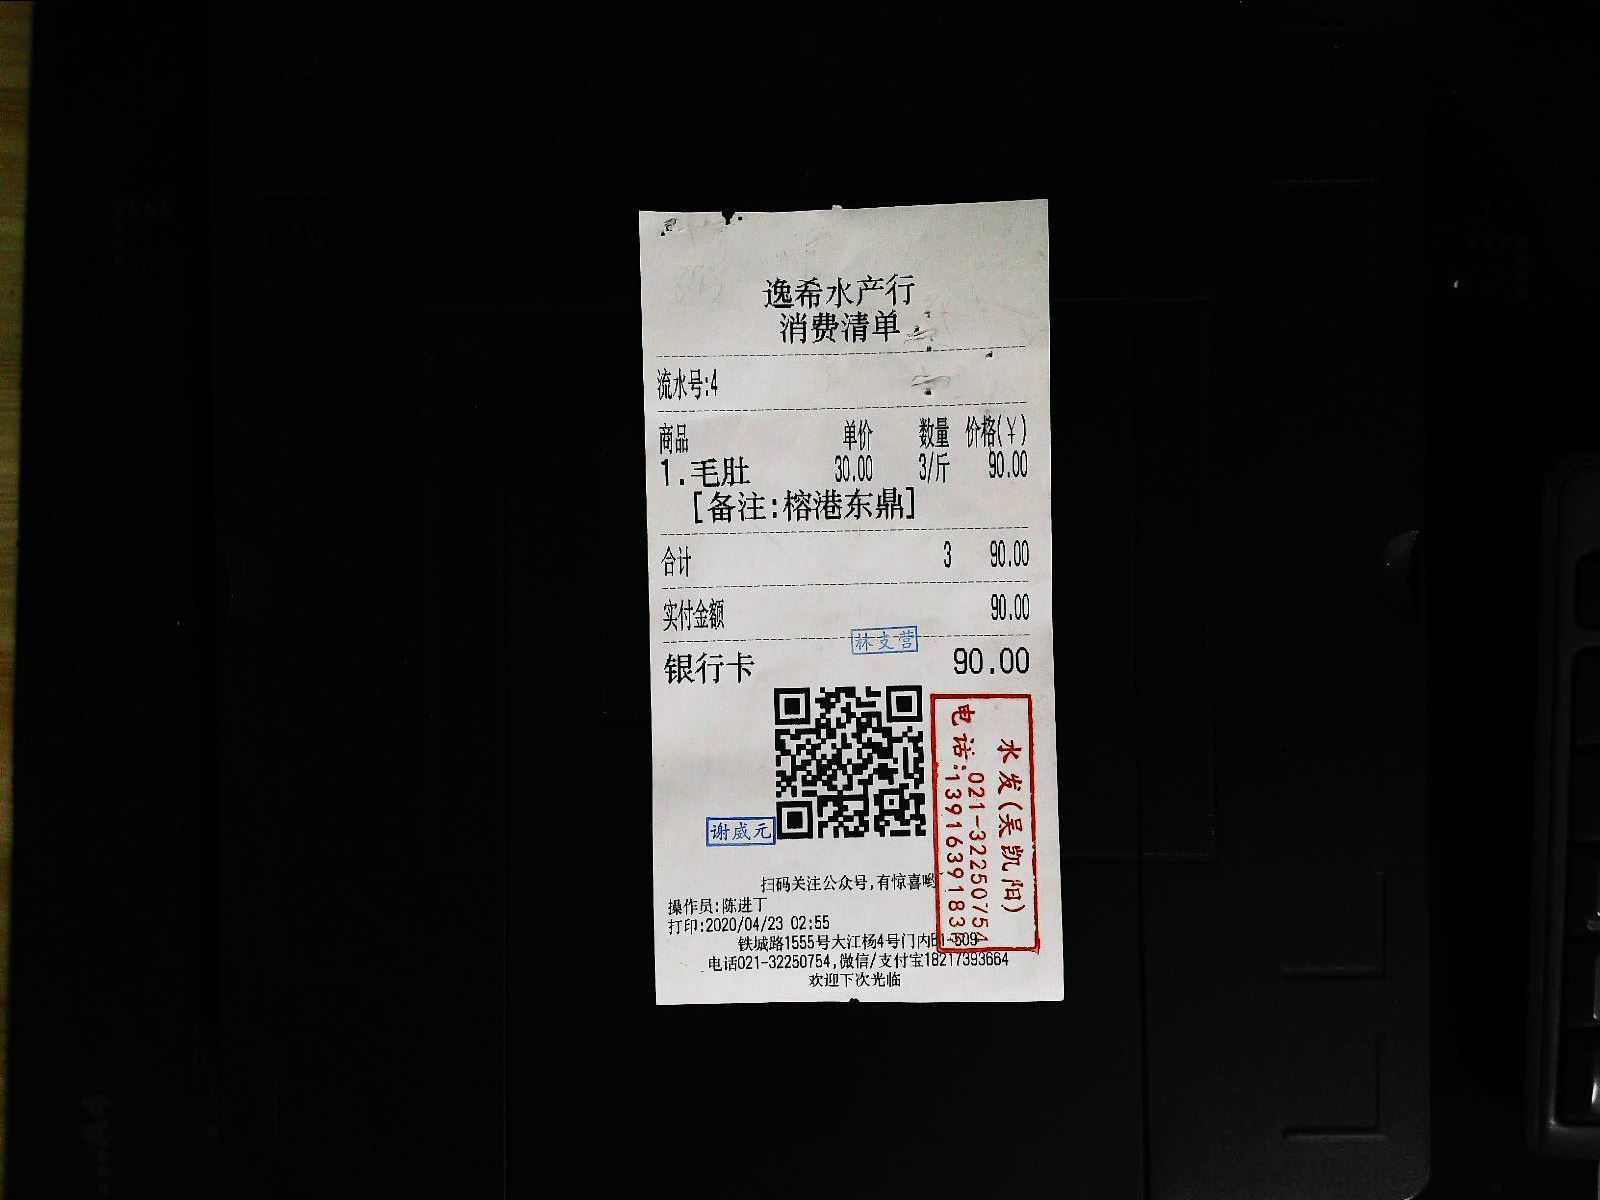 逸希水产行
消费清单
流水号:4
商品 单价 数量 价格(￥)
1.毛肚 30.00 3/斤 90.00
[备注:榕港东鼎]
合计 3 90.00
实付金额 90.00
林支营
银行卡 90.00
水发(吴凯阳)
电话:021-32250754
谢威元
扫码关注公众号,有惊喜哟
操作员:陈进丁
打印:2020/04/23 02:55
铁城路1555号大江杨4号门内
电话021-32250754,微信/支付宝18217393664
欢迎下次光临